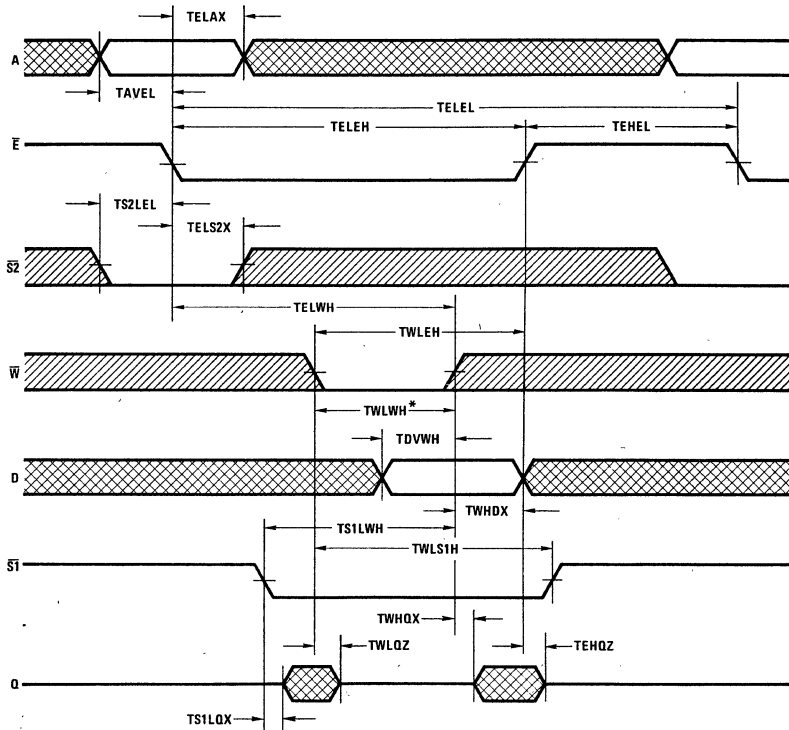 TELAX
A
TAVEL
TELEL
TELEH
TEHEL
E
TS2LEL
TELS2X
S2
TELWH
TWLEH
W
TWLWH*
TDVWH
D
TWHDX
TS1LWH
TWLS1H
S1
TWHQX
TWLQZ
TEHQZ
Q
TS1LQX